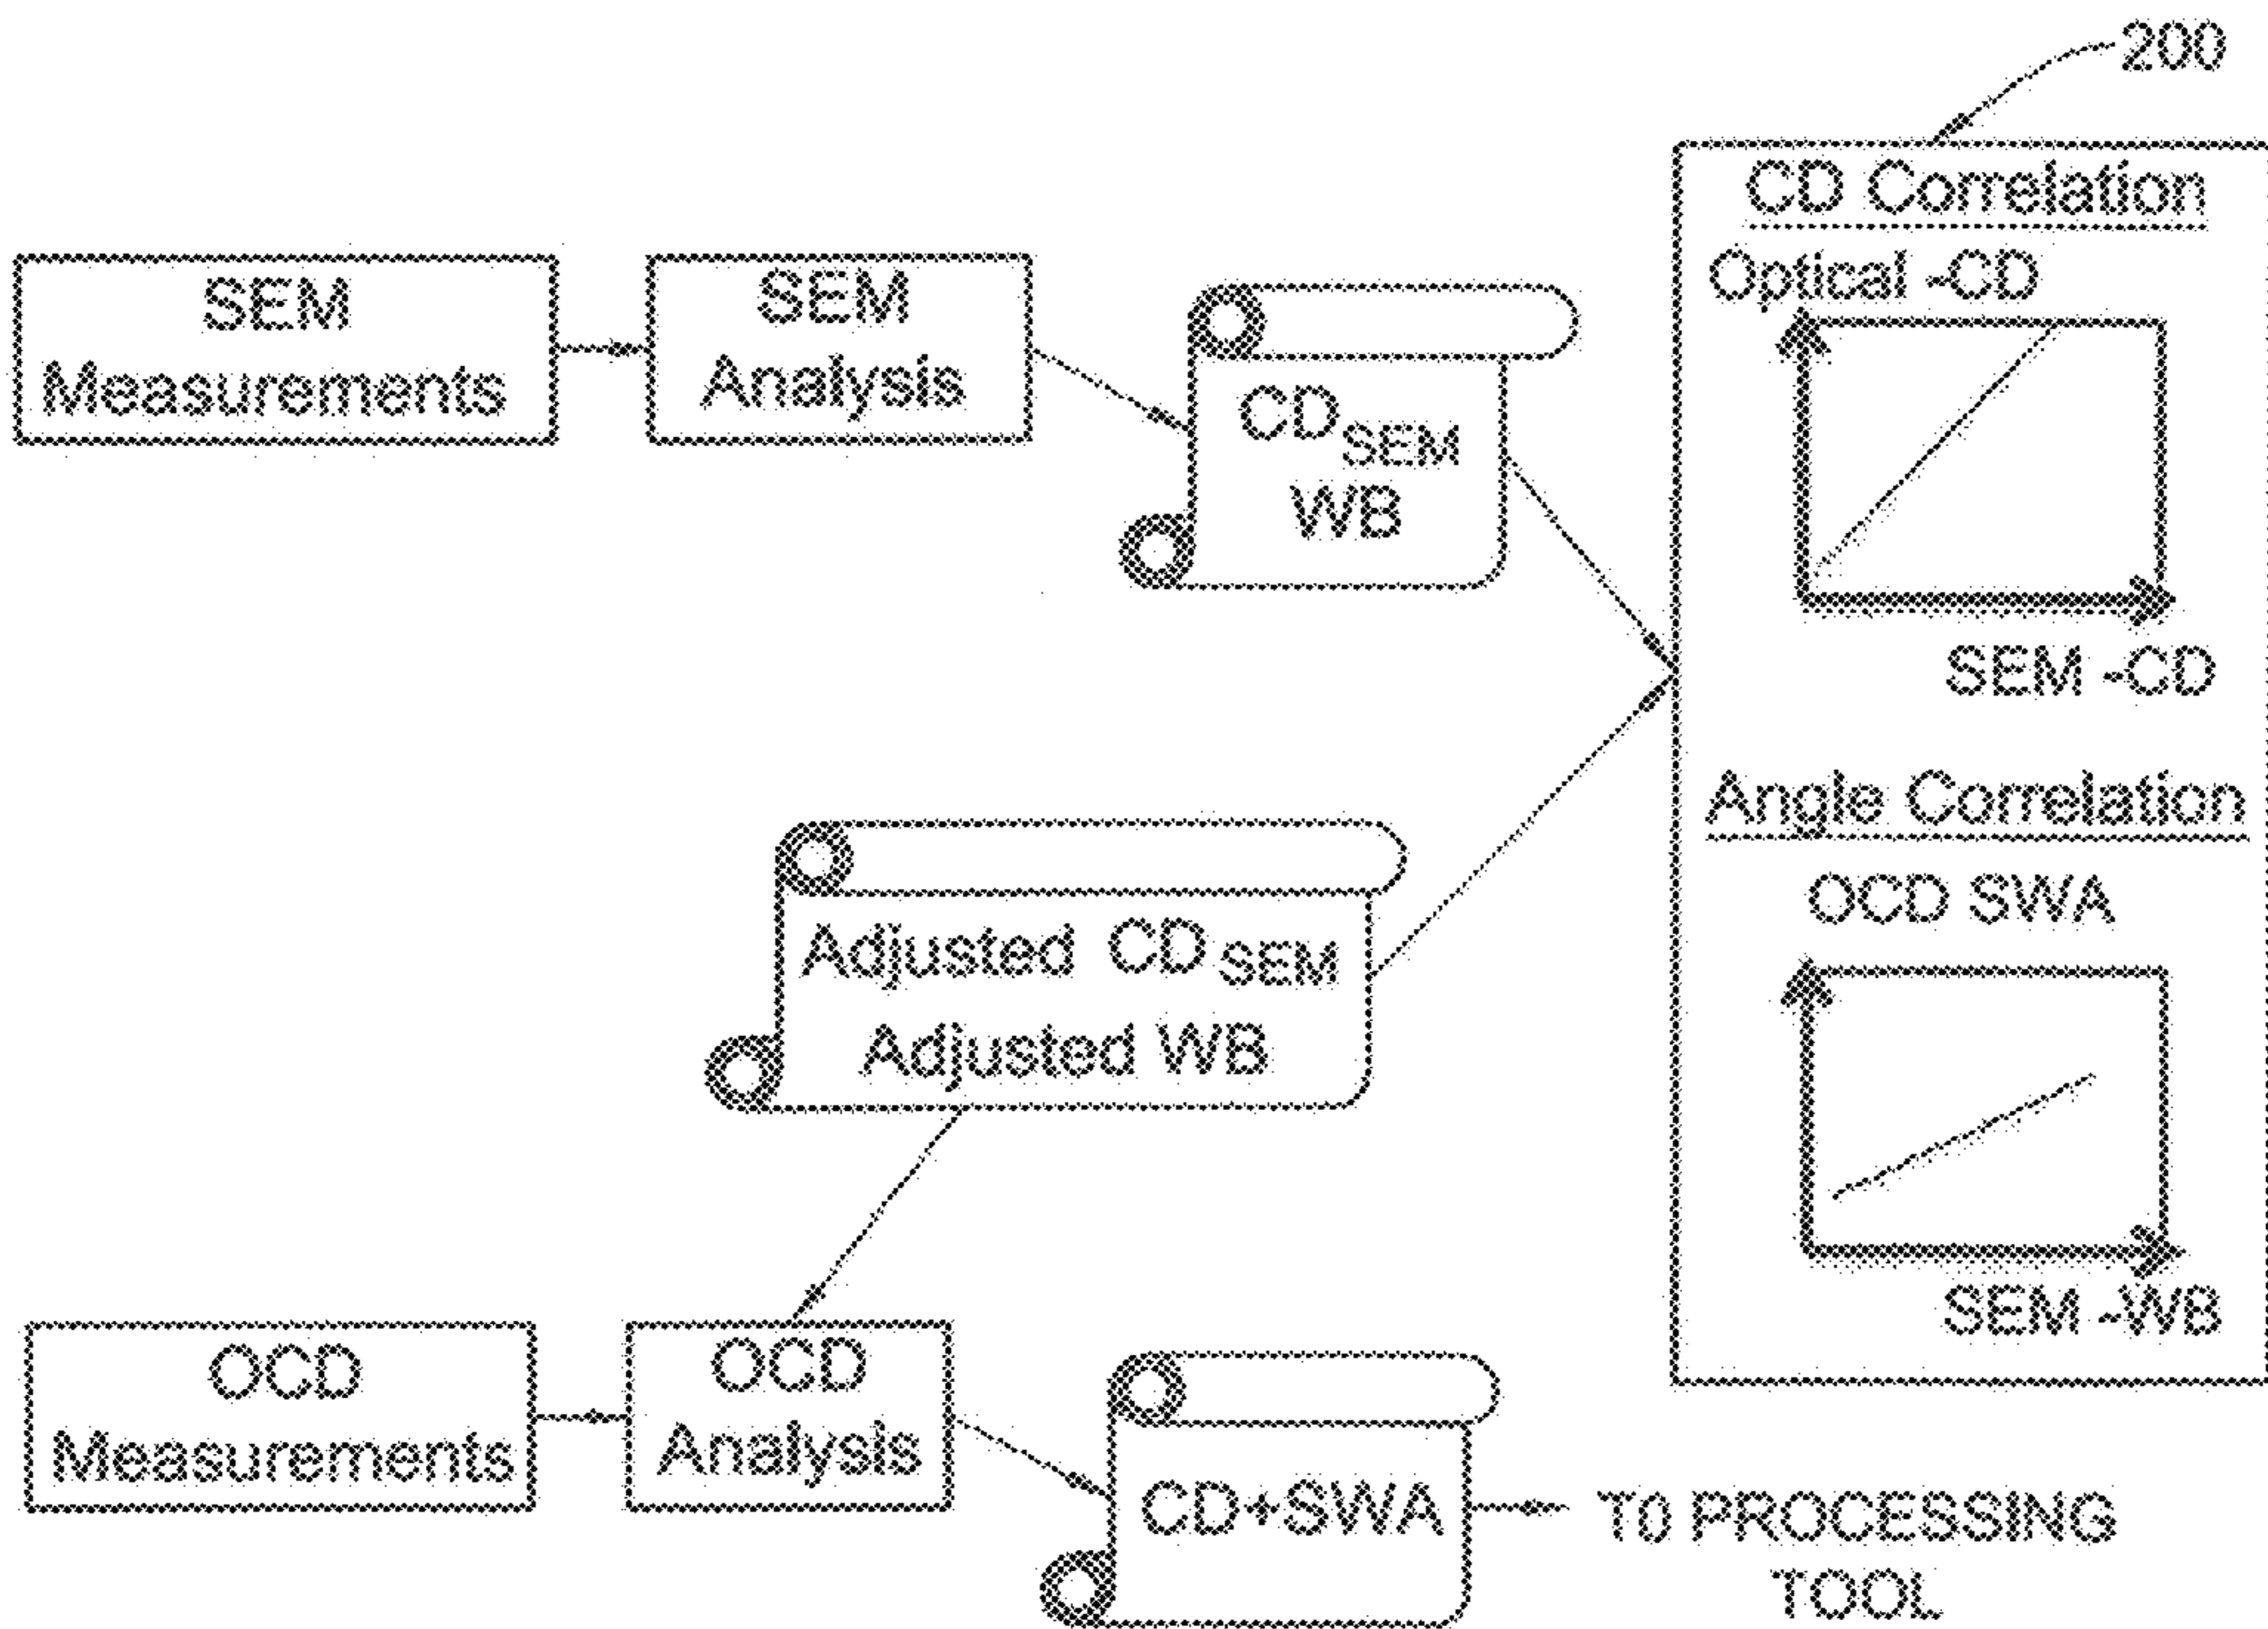 200
SEM
Measurements
SEM
Analysis
CD SEM
WB
CD Correlation
Optical -CD
SEM -CD
Angle Correlation
OCD SWA
SEM -WB
Adjusted CD SEM
Adjusted WB
OCD
Measurements
OCD
Analysis
CD+SWA
TO PROCESSING
TOOL